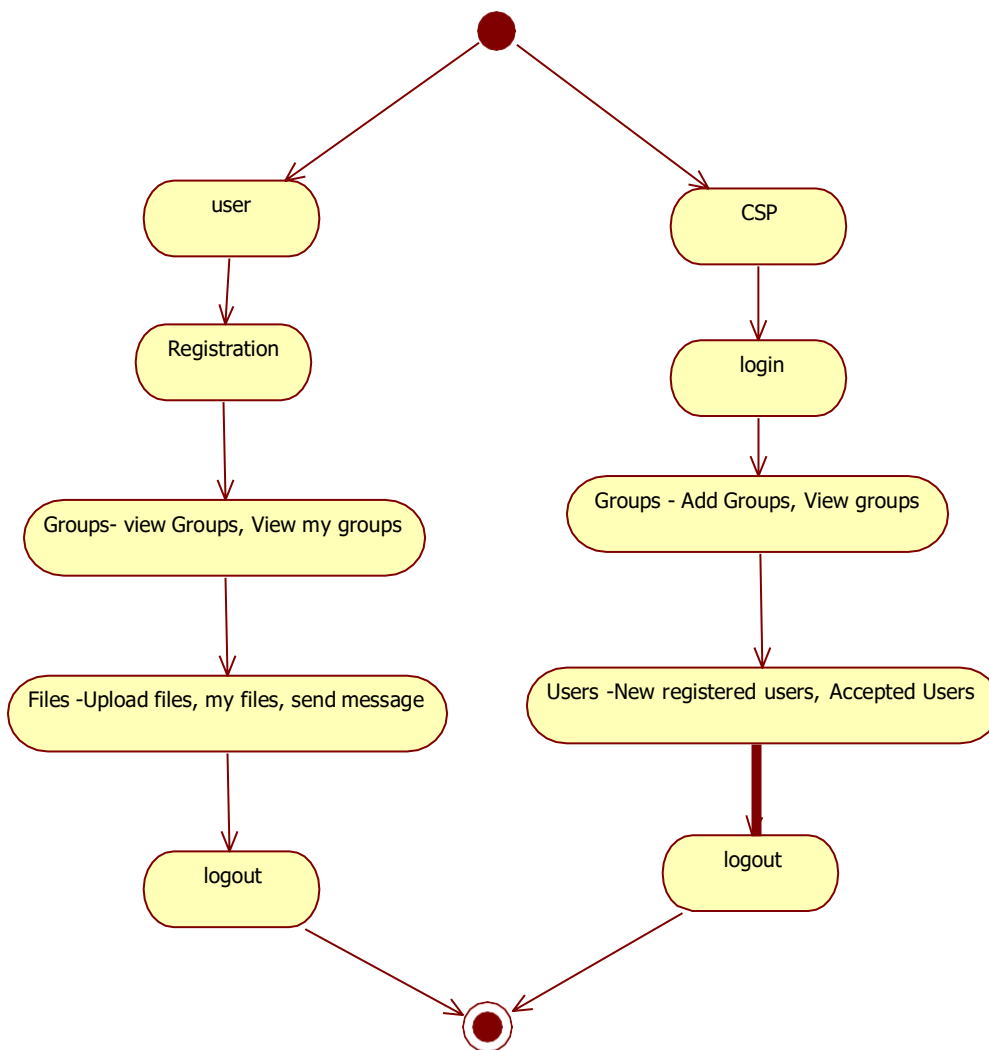 user
CSP
Registration
login
Groups- view Groups, View my groups
Groups - Add Groups, View groups
Files -Upload files, my files, send message
Users -New registered users, Accepted Users
logout
logout